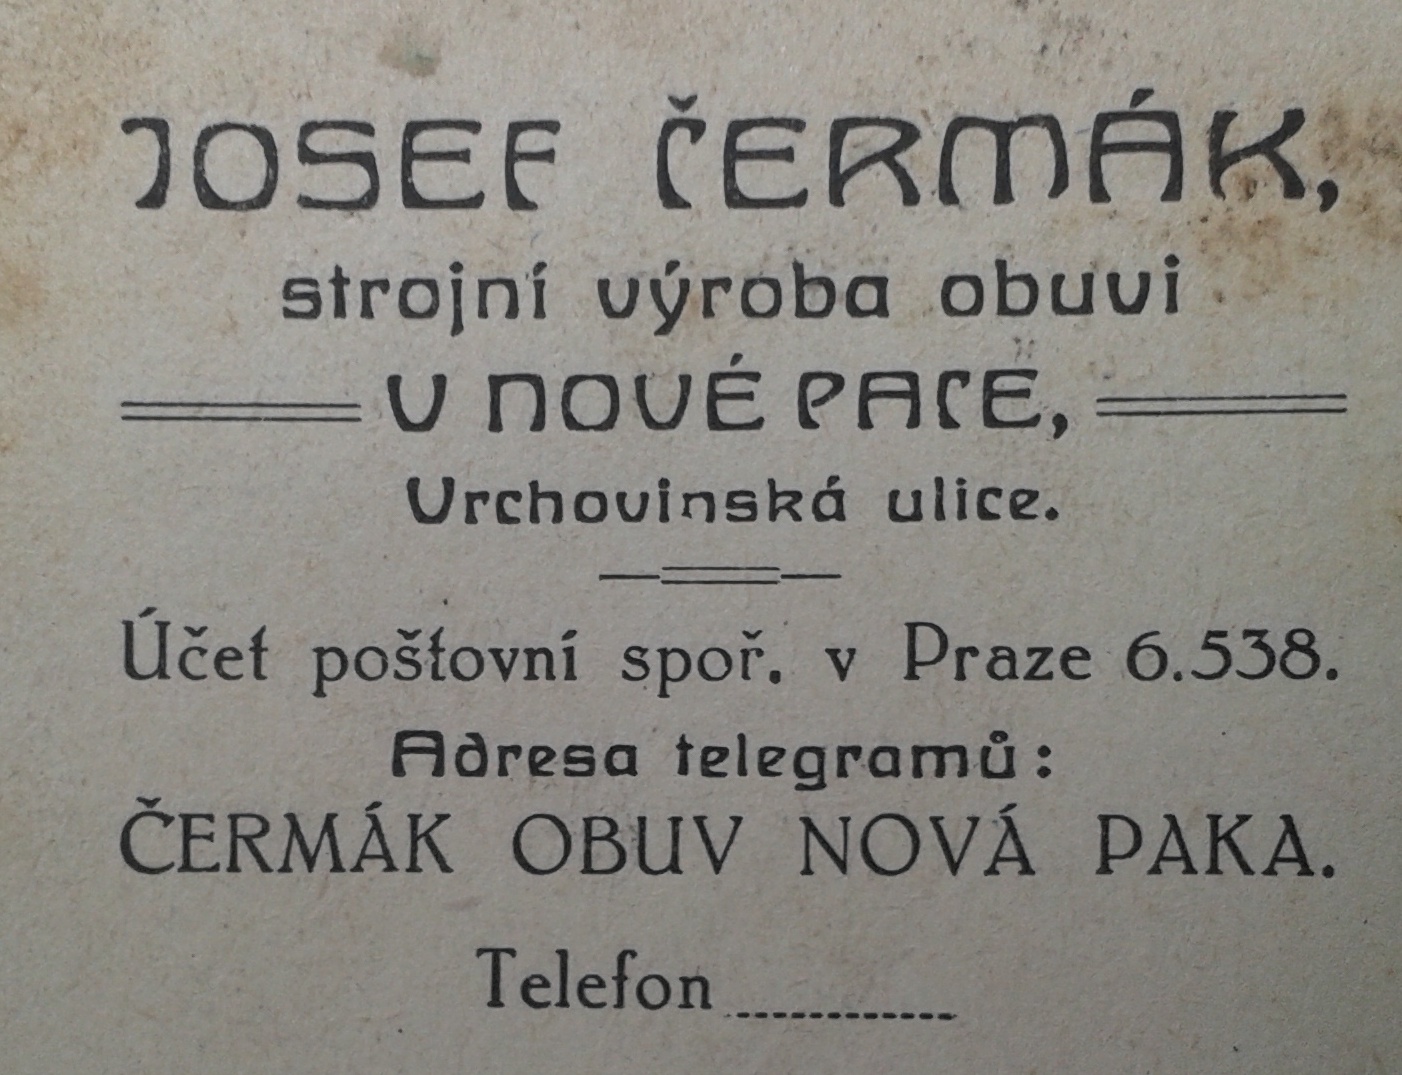 JOSEF ČERMÁK,
strojní výroba obuvi
V NOVÉ PACE,
Vrchovinská ulice.
Účet poštovní spoř. v Praze 6.538.
Adresa telegramů:
ČERMÁK OBUV NOVÁ PAKA.
Telefon ............